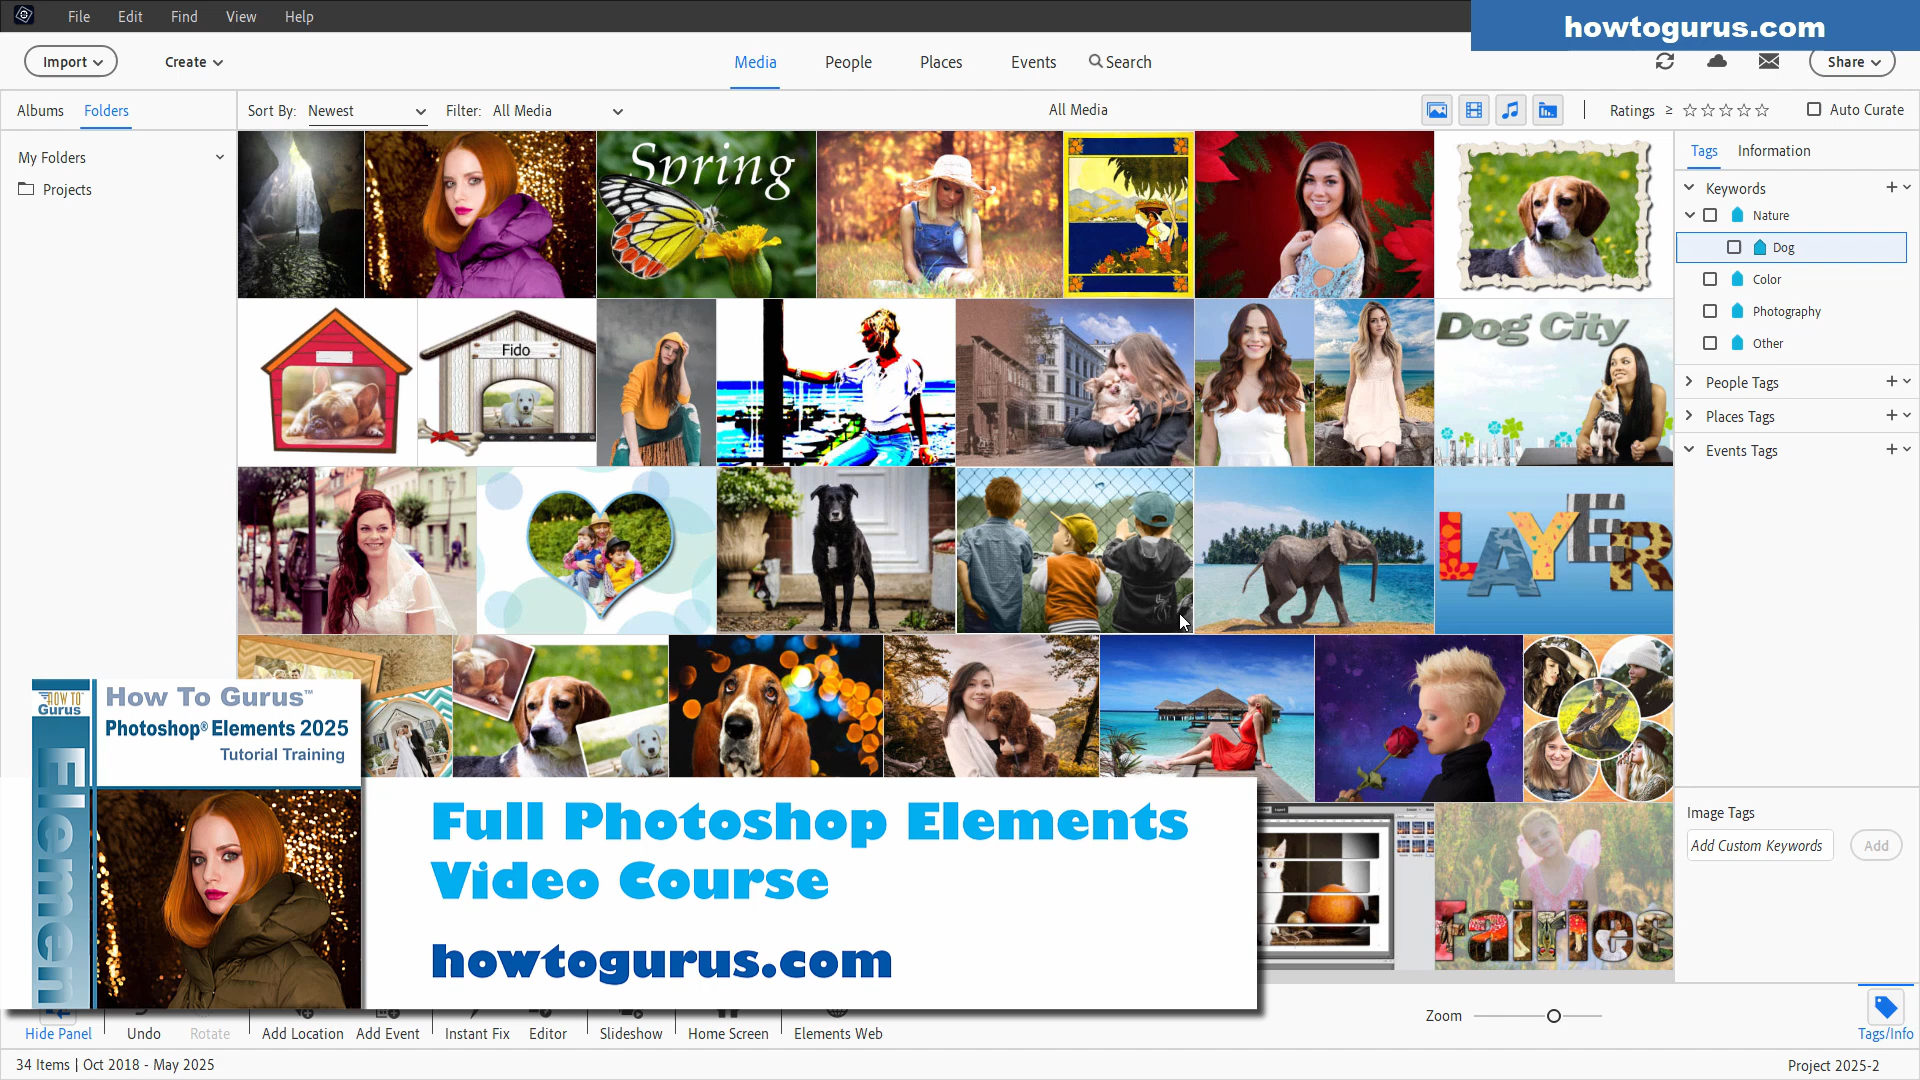 File Edit Find View Help
howtogurus.com
Import Create Media People Places Events Search Share
Albums Folders Sort By: Newest Filter: All Media All Media Ratings ≥ Auto Curate
My Folders
Projects
Spring
Tags Information
Keywords
Nature
Dog
Color
Photography
Other
People Tags
Places Tags
Events Tags
Fido
Dog City
LAYER
HOW TO
Gurus
How To Gurus™
Photoshop® Elements 2025
Tutorial Training
Elemen
Full Photoshop Elements
Video Course
howtogurus.com
Fairies
Image Tags
Add Custom Keywords Add
Hide Panel Undo Rotate Add Location Add Event Instant Fix Editor Slideshow Home Screen Elements Web Zoom Tags/Info
34 Items | Oct 2018 - May 2025 Project 2025-2